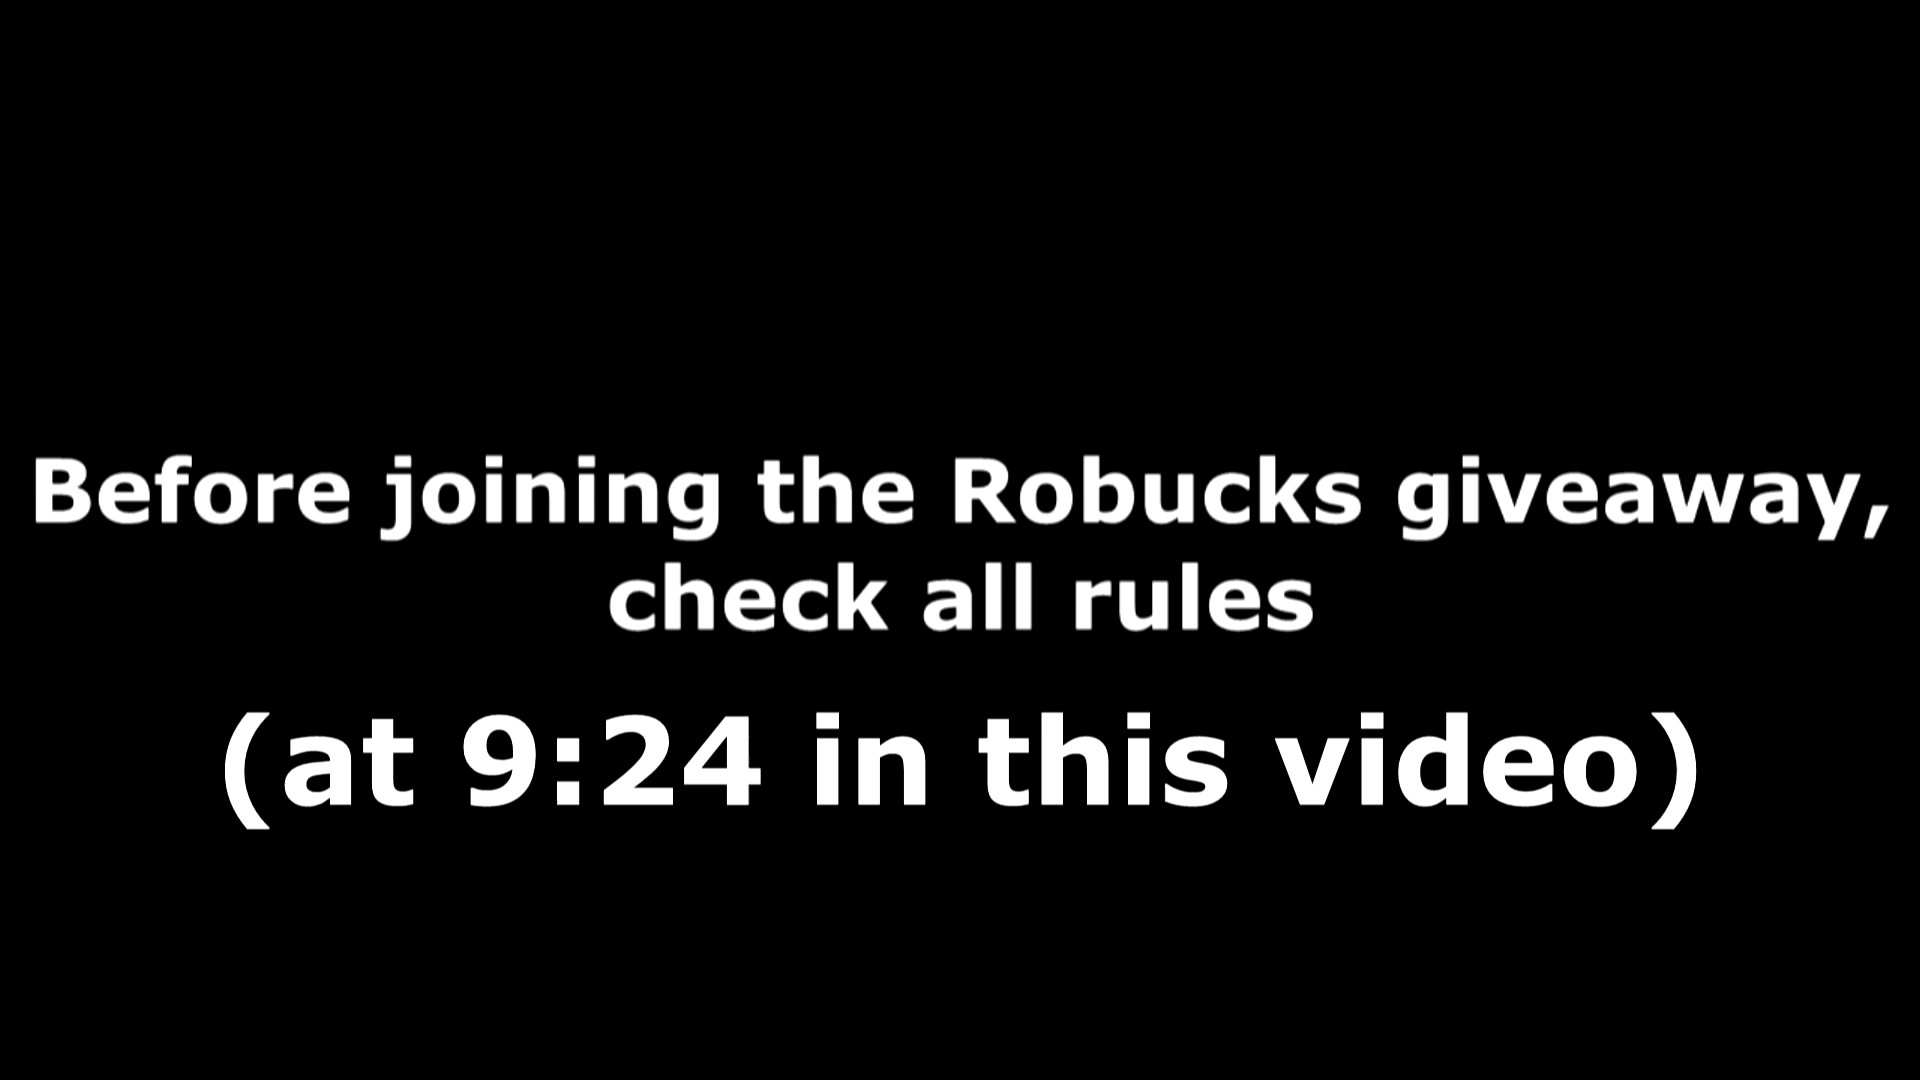 Before joining the Robucks giveaway,
check all rules
(at 9:24 in this video)